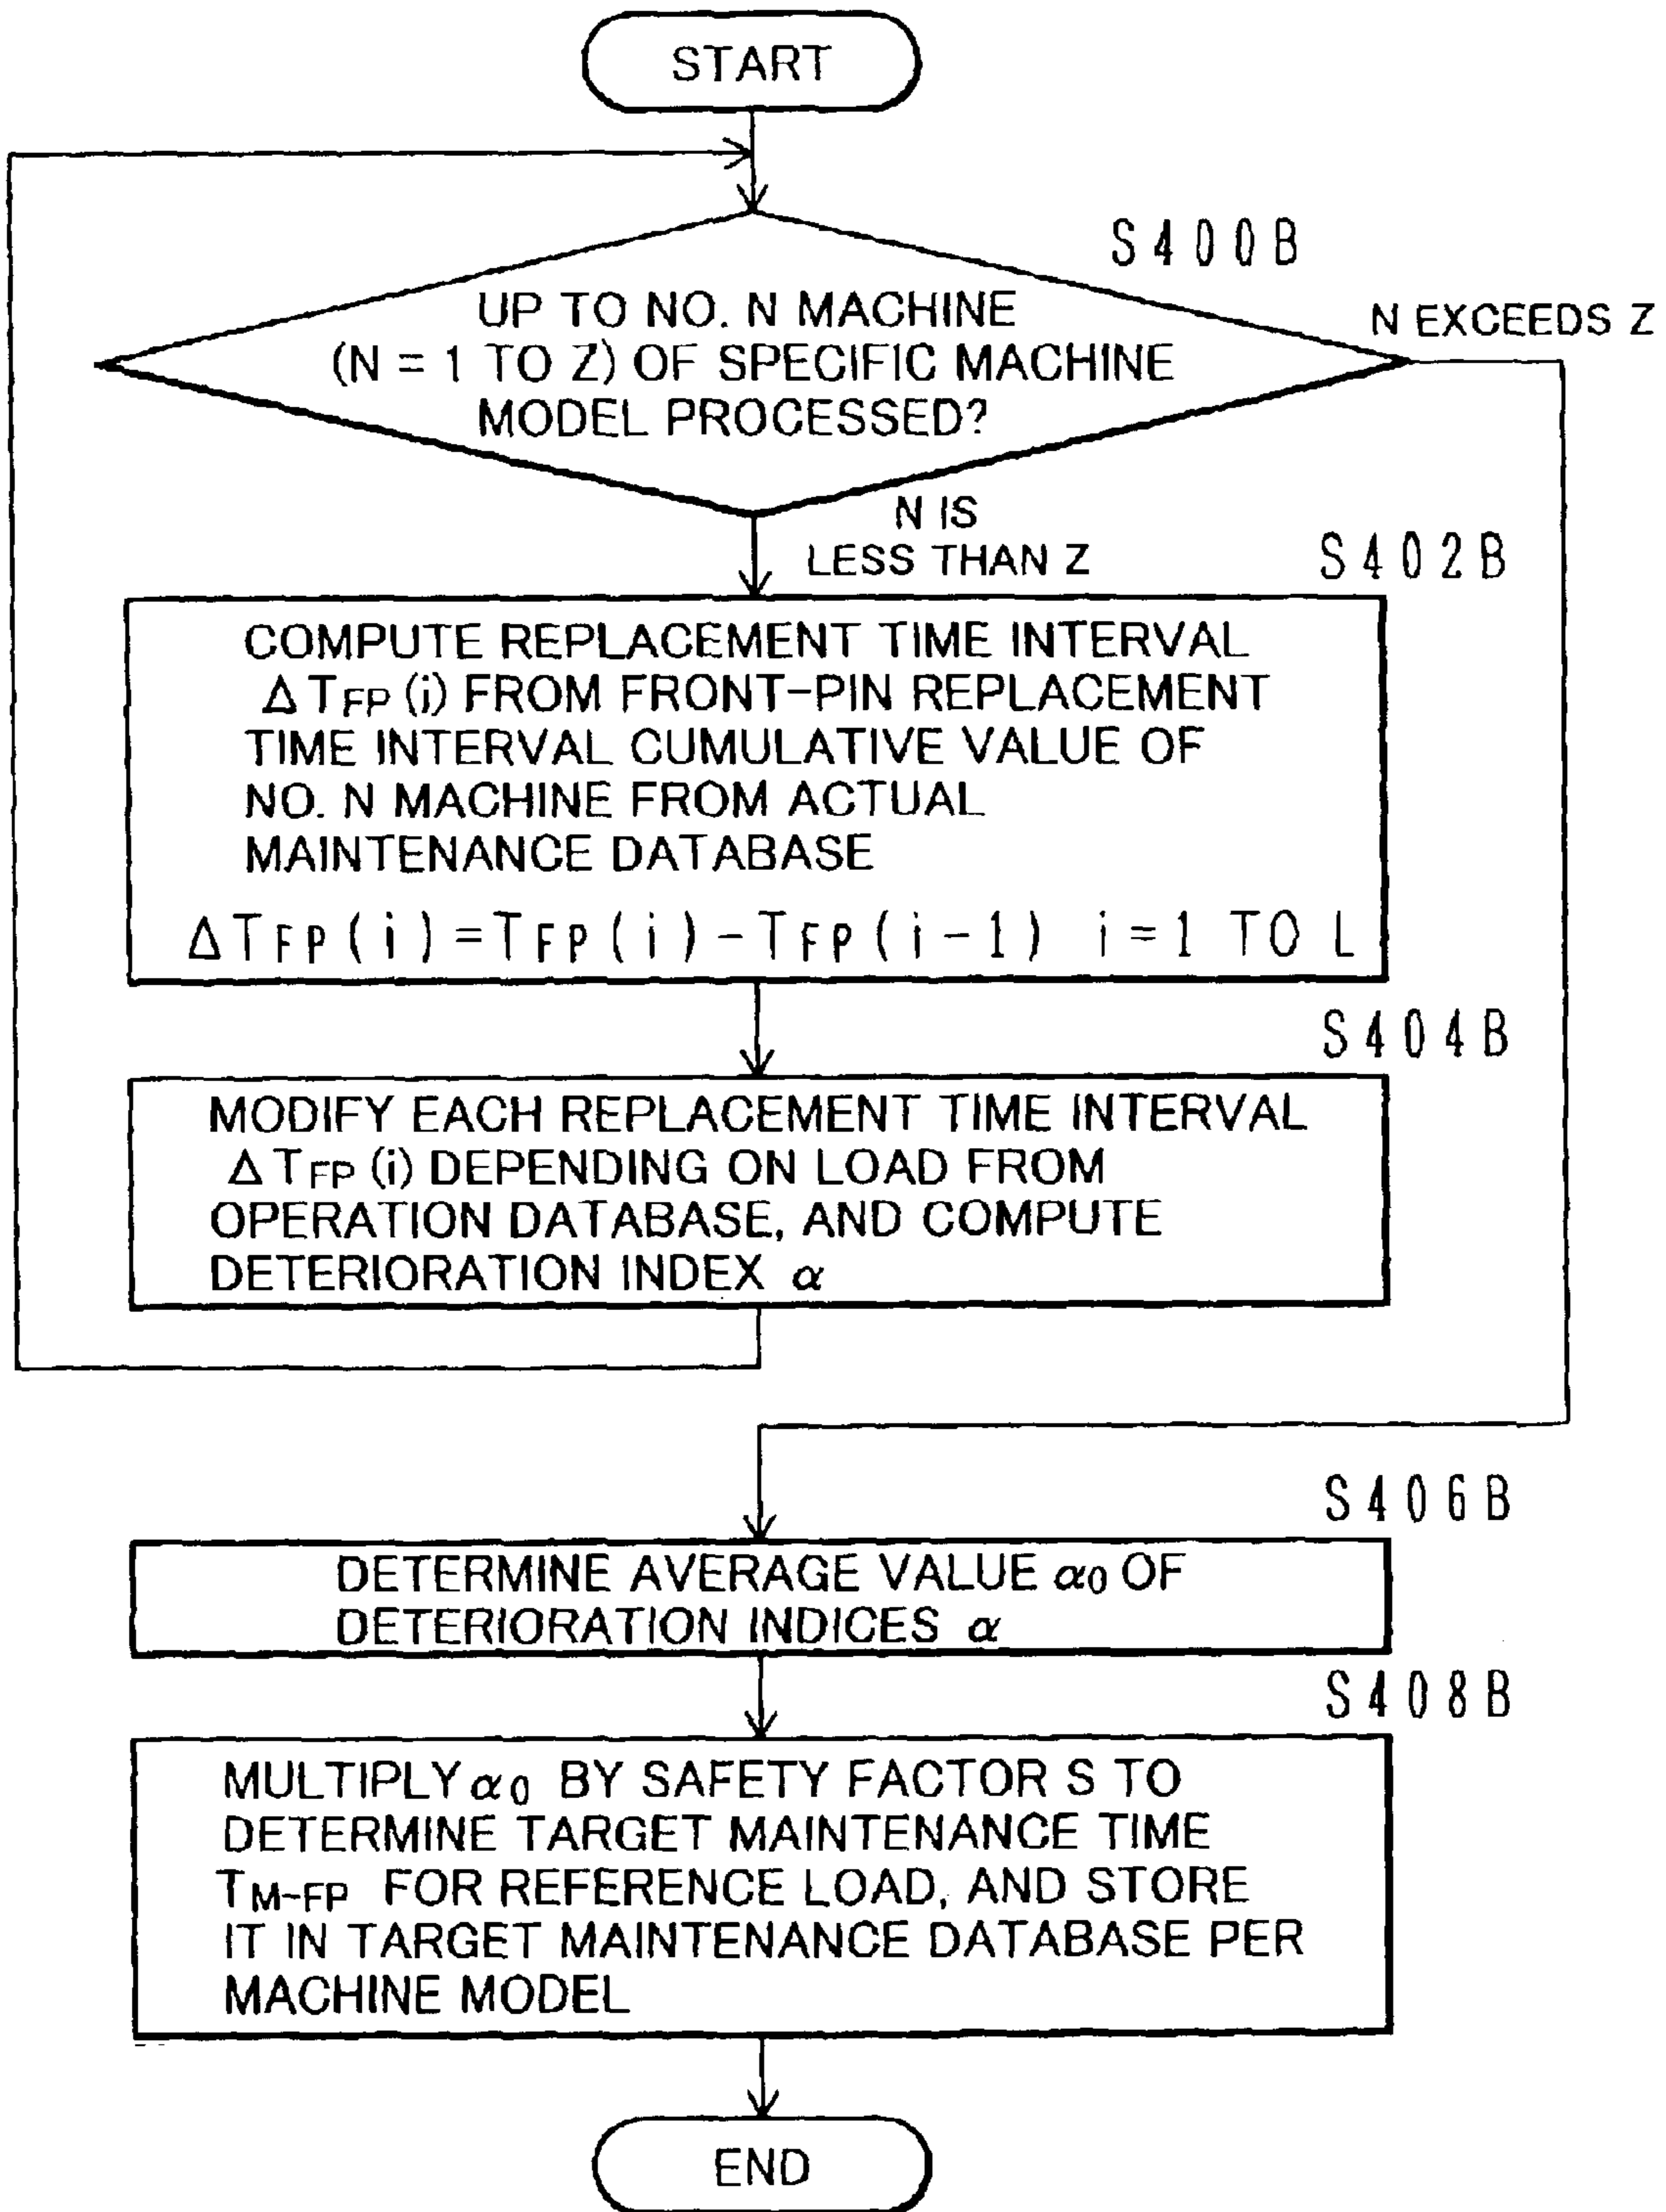 START
S400B
UP TO NO. N MACHINE
(N = 1 TO Z) OF SPECIFIC MACHINE
MODEL PROCESSED?
N EXCEEDS Z
N IS
LESS THAN Z
S402B
COMPUTE REPLACEMENT TIME INTERVAL
ΔTFP (i) FROM FRONT-PIN REPLACEMENT
TIME INTERVAL CUMULATIVE VALUE OF
NO. N MACHINE FROM ACTUAL
MAINTENANCE DATABASE
ΔTFP(i)=TFP(i)-TFP(i-1) i=1 TO L
S404B
MODIFY EACH REPLACEMENT TIME INTERVAL
ΔTFP (i) DEPENDING ON LOAD FROM
OPERATION DATABASE, AND COMPUTE
DETERIORATION INDEX α
S406B
DETERMINE AVERAGE VALUE α0 OF
DETERIORATION INDICES α
S408B
MULTIPLY α0 BY SAFETY FACTOR S TO
DETERMINE TARGET MAINTENANCE TIME
TM-FP FOR REFERENCE LOAD, AND STORE
IT IN TARGET MAINTENANCE DATABASE PER
MACHINE MODEL
END